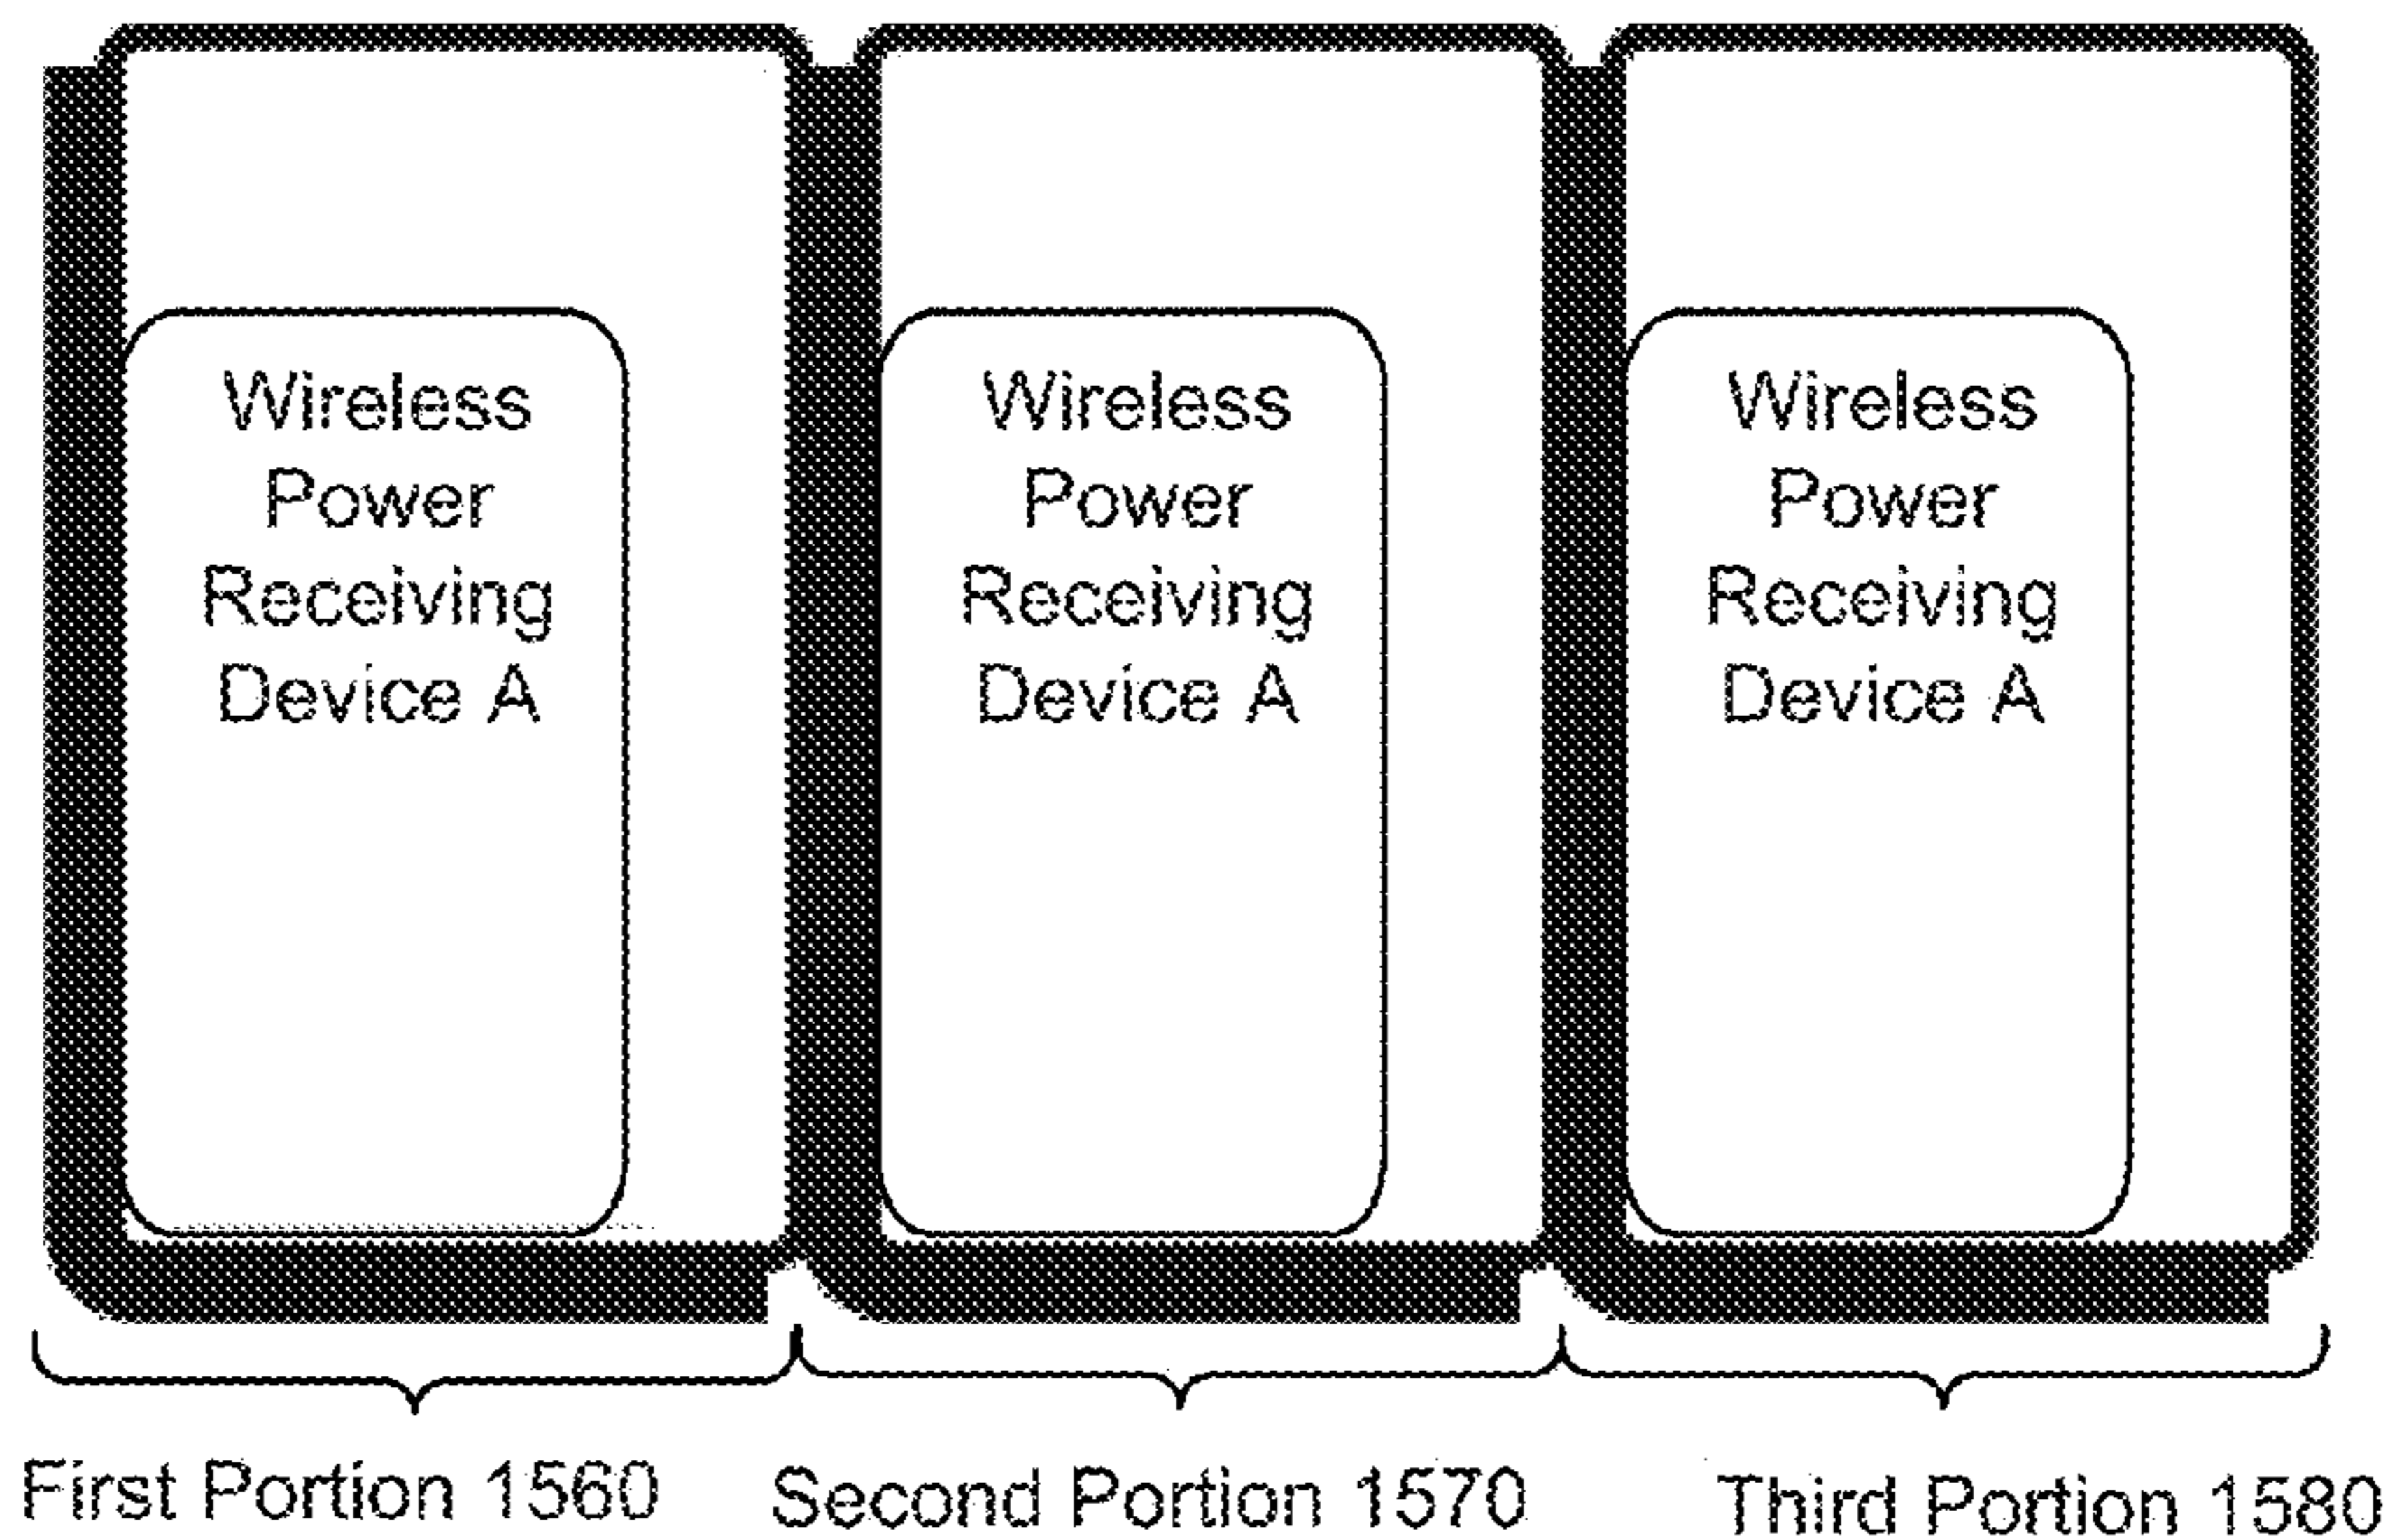 Wireless
Power
Receiving
Device A
Wireless
Power
Receiving
Device A
Wireless
Power
Receiving
Device A
First Portion 1560
Second Portion 1570
Third Portion 1580